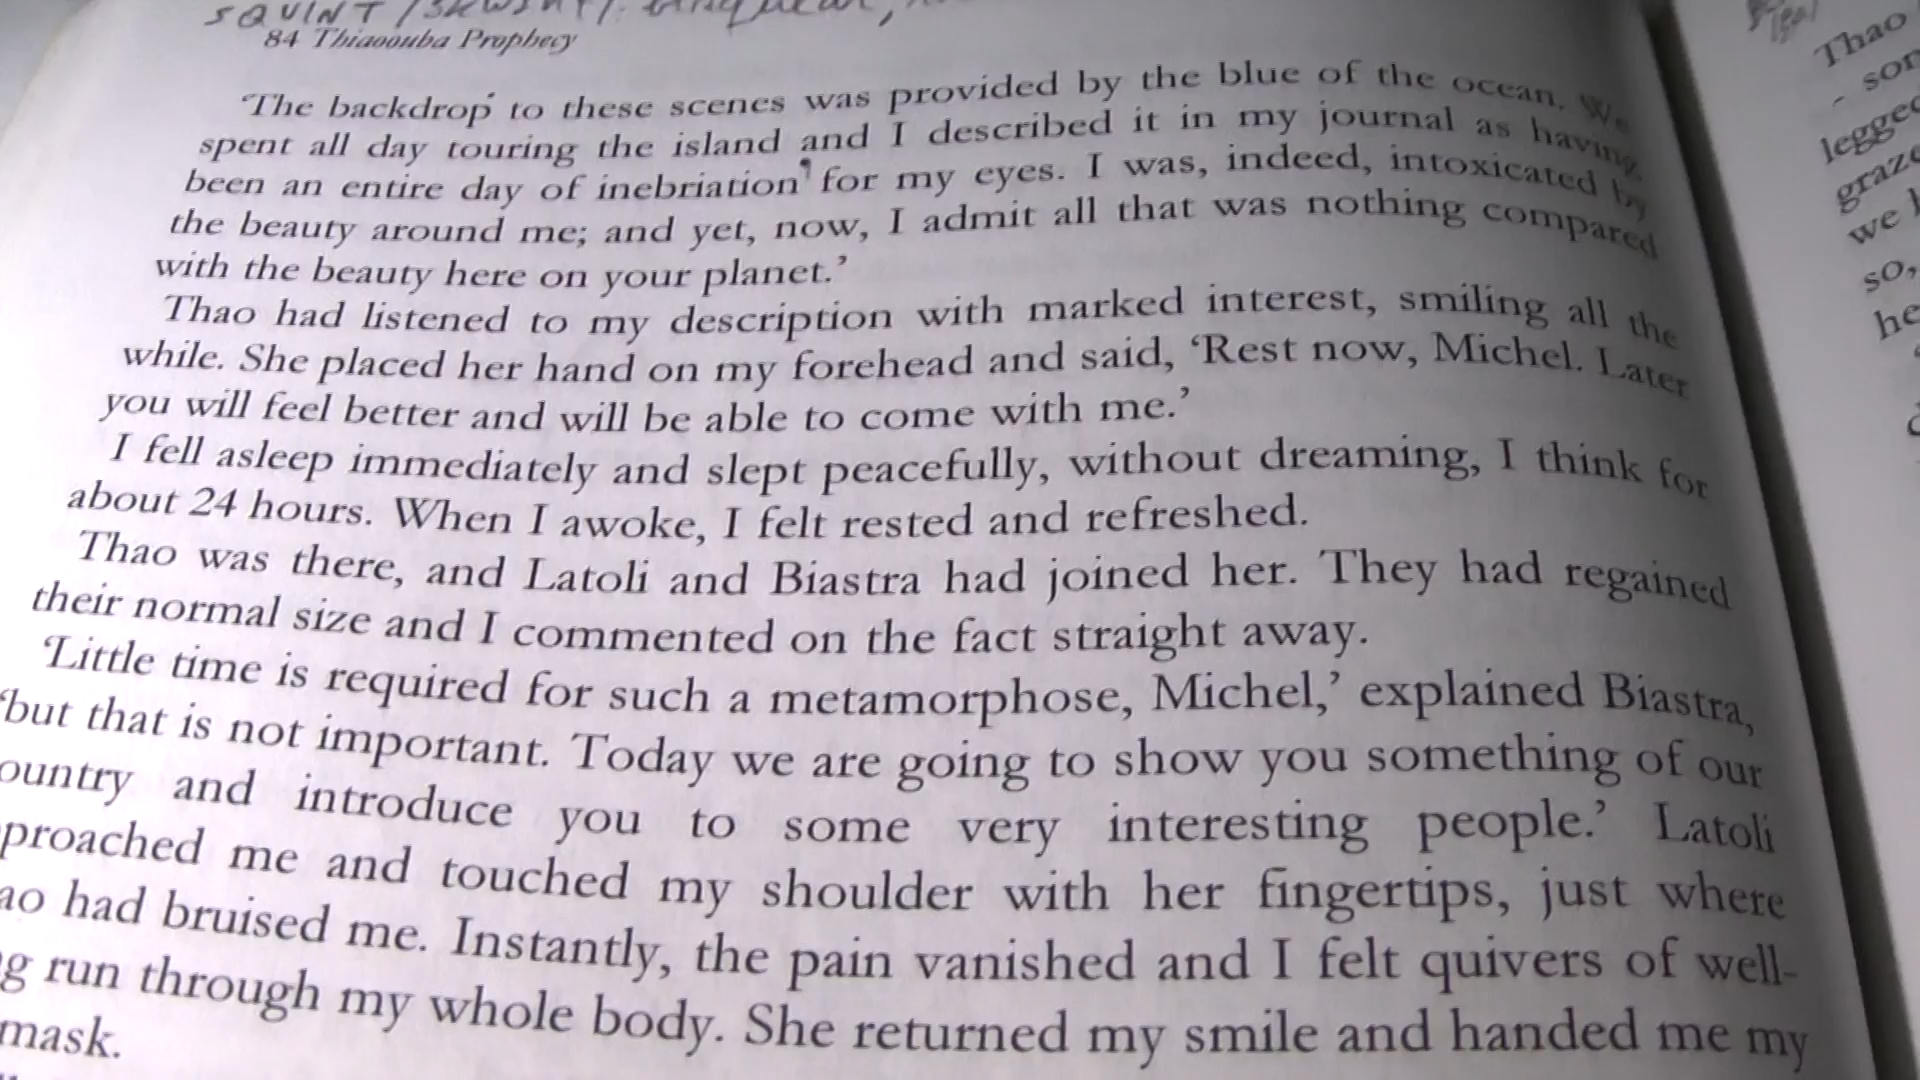 SQUINT
84 Thiaoouba Prophecy
'The backdrop to these scenes was provided by the blue of the ocean. We
spent all day touring the island and I described it in my journal as having
been an entire day of inebriation for my eyes. I was, indeed, intoxicated by
the beauty around me; and yet, now, I admit all that was nothing compared
with the beauty here on your planet.'
Thao had listened to my description with marked interest, smiling all the
while. She placed her hand on my forehead and said, 'Rest now, Michel. Later
you will feel better and will be able to come with me.'
I fell asleep immediately and slept peacefully, without dreaming, I think for
about 24 hours. When I awoke, I felt rested and refreshed.
Thao was there, and Latoli and Biastra had joined her. They had regained
their normal size and I commented on the fact straight away.
'Little time is required for such a metamorphose, Michel,' explained Biastra,
'but that is not important. Today we are going to show you something of our
ountry and introduce you to some very interesting people.' Latoli
proached me and touched my shoulder with her fingertips, just where
ao had bruised me. Instantly, the pain vanished and I felt quivers of well-
g run through my whole body. She returned my smile and handed me my
mask.
Thao
- son
legged
graze
we
so,
he